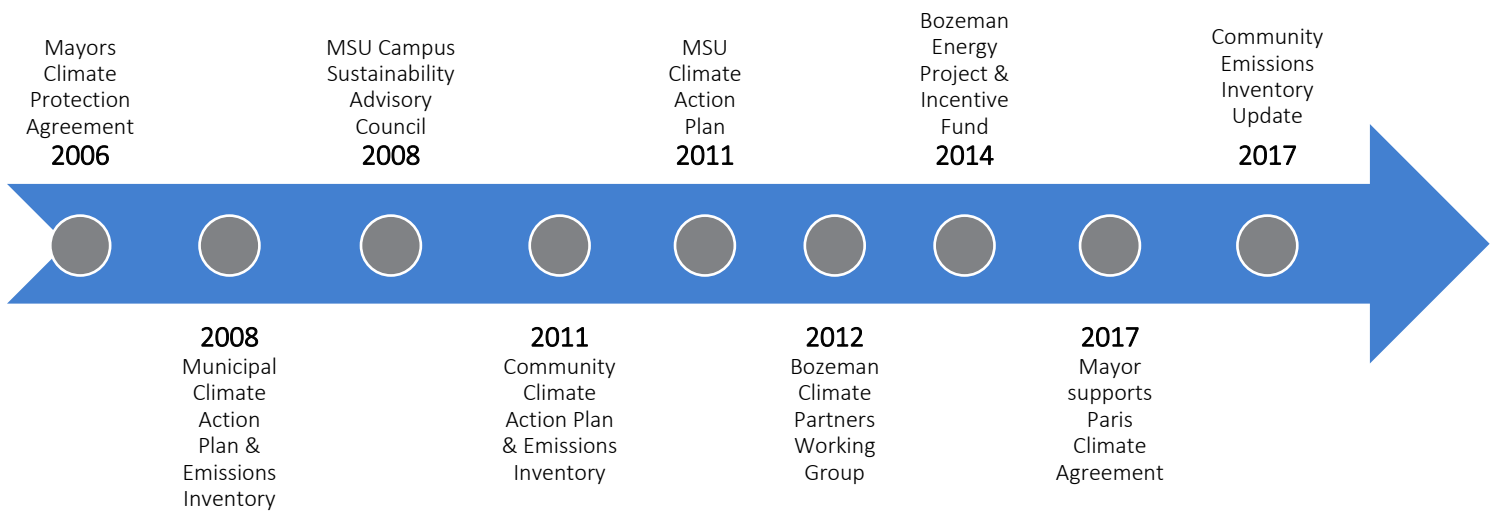 Mayors
Climate
Protection
Agreement
2006
MSU Campus
Sustainability
Advisory
Council
2008
MSU
Climate
Action
Plan
2011
Bozeman
Energy
Project &
Incentive
Fund
2014
Community
Emissions
Inventory
Update
2017
2008
Municipal
Climate
Action
Plan &
Emissions
Inventory
2011
Community
Climate
Action Plan
& Emissions
Inventory
2012
Bozeman
Climate
Partners
Working
Group
2017
Mayor
supports
Paris
Climate
Agreement